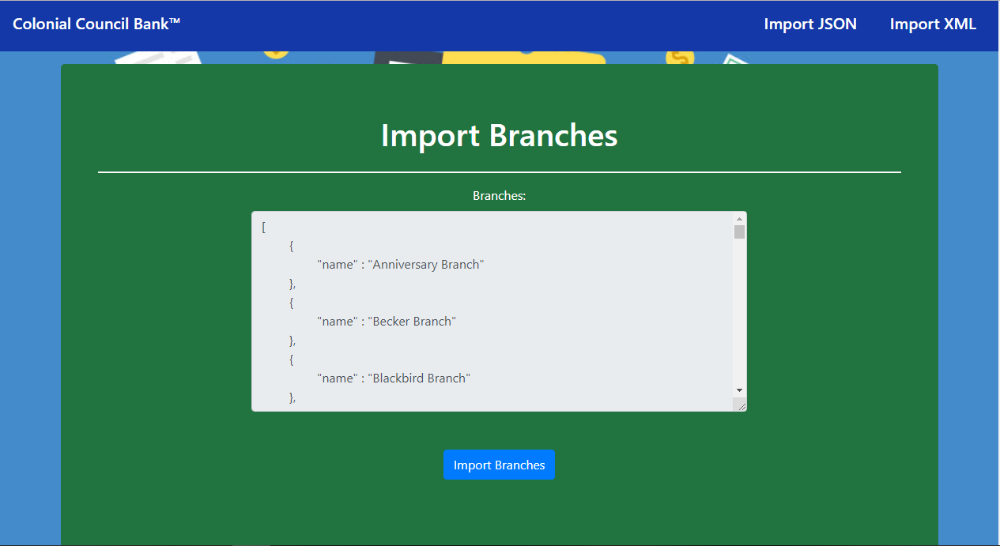 Colonial Council Bank™
Import JSON
Import XML
Import Branches
Branches:
[
{
"name" : "Anniversary Branch"
},
{
"name" : "Becker Branch"
},
{
"name" : "Blackbird Branch"
},
Import Branches